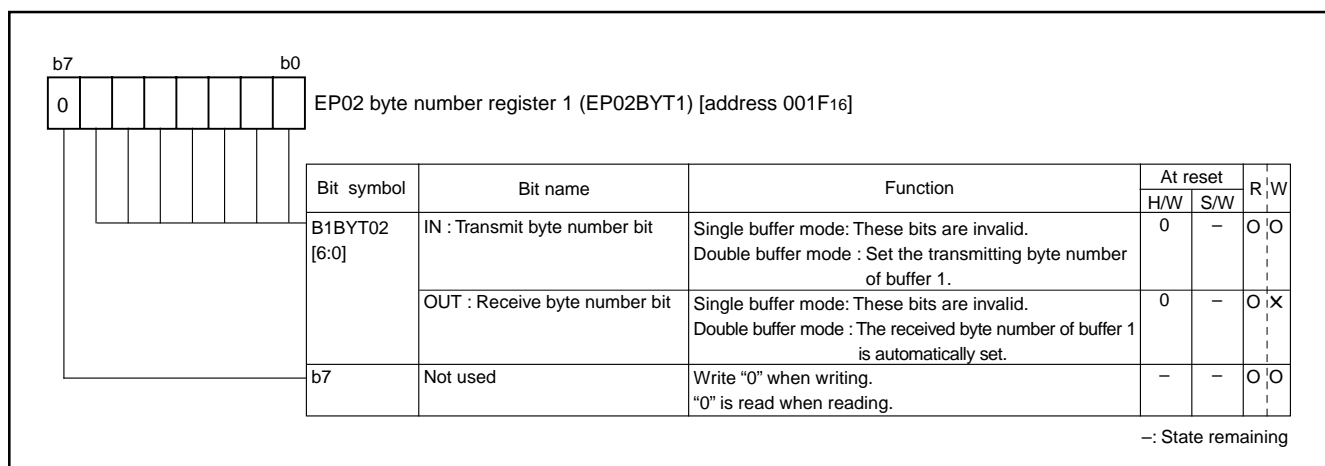 b7 b0
0
EP02 byte number register 1 (EP02BYT1) [address 001F16]
Bit symbol Bit name Function At reset R W
H/W S/W
B1BYT02 IN : Transmit byte number bit Single buffer mode: These bits are invalid. 0 – O O
[6:0] Double buffer mode : Set the transmitting byte number
of buffer 1.
OUT : Receive byte number bit Single buffer mode: These bits are invalid. 0 – O X
Double buffer mode : The received byte number of buffer 1
is automatically set.
b7 Not used Write “0” when writing. – – O O
“0” is read when reading.
–: State remaining